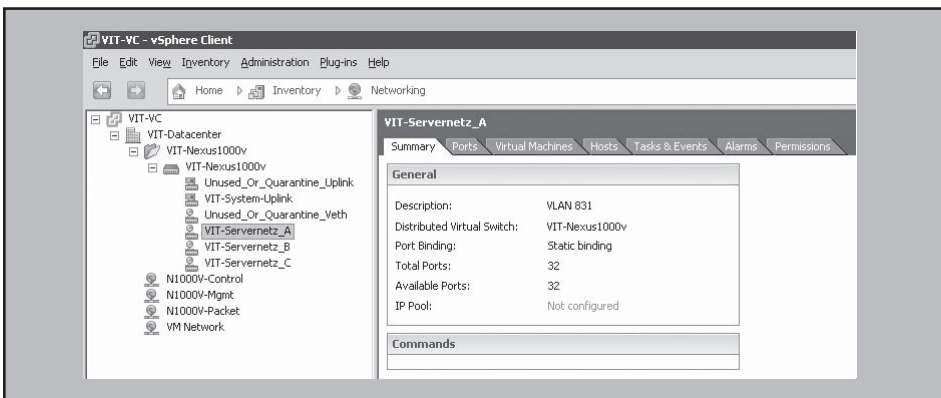 VIT-VC - vSphere Client
File Edit View Inventory Administration Plug-ins Help
Home Inventory Networking
VIT-VC
VIT-Datacenter
VIT-Nexus1000v
VIT-Nexus1000v
Unused_Or_Quarantine_Uplink
VIT-System-Uplink
Unused_Or_Quarantine_Veth
VIT-Servernetz_A
VIT-Servernetz_B
VIT-Servernetz_C
N1000V-Control
N1000V-Mgmt
N1000V-Packet
VM Network
VIT-Servernetz_A
Summary Ports Virtual Machines Hosts Tasks & Events Alarms Permissions
General
Description: VLAN 831
Distributed Virtual Switch: VIT-Nexus1000v
Port Binding: Static binding
Total Ports: 32
Available Ports: 32
IP Pool: Not configured
Commands